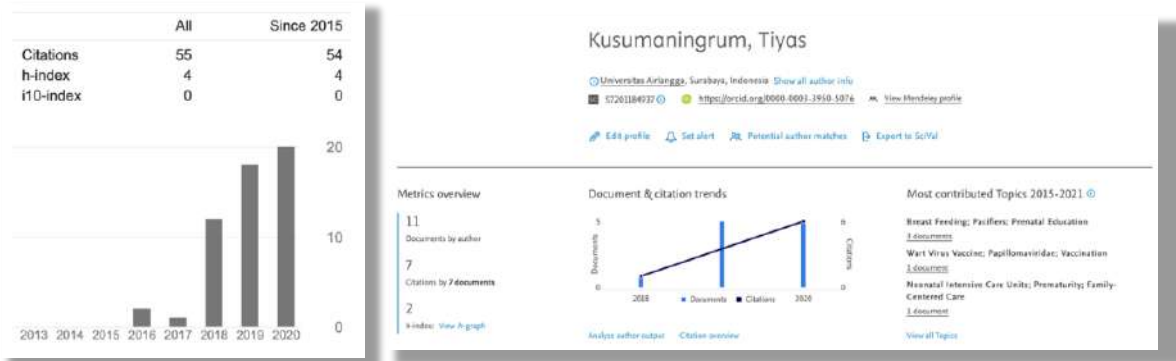 All Since 2015
Citations 55 54
h-index 4 4
i10-index 0 0
20
10
0
2013 2014 2015 2016 2017 2018 2019 2020
Kusumaningrum, Tiyas
Universitas Airlangga, Surabaya, Indonesia Show all author info
57201184937 https://orcid.org/0000-0003-3950-5076 View Mendeley profile
Edit profile Set alert Potential author matches Export to SciVal
Metrics overview
11
Documents by author
7
Citations by 7 documents
2
h-index: View h-graph
Document & citation trends
5
Documents
0
8
Citations
0
2018 Documents Citations 2020
Analyze author output Citation overview
Most contributed Topics 2015-2021
Breast Feeding; Pacifiers; Prenatal Education
3 documents
Wart Virus Vaccine; Papillomaviridae; Vaccination
1 document
Neonatal Intensive Care Units; Prematurity; Family-
Centered Care
1 document
View all Topics